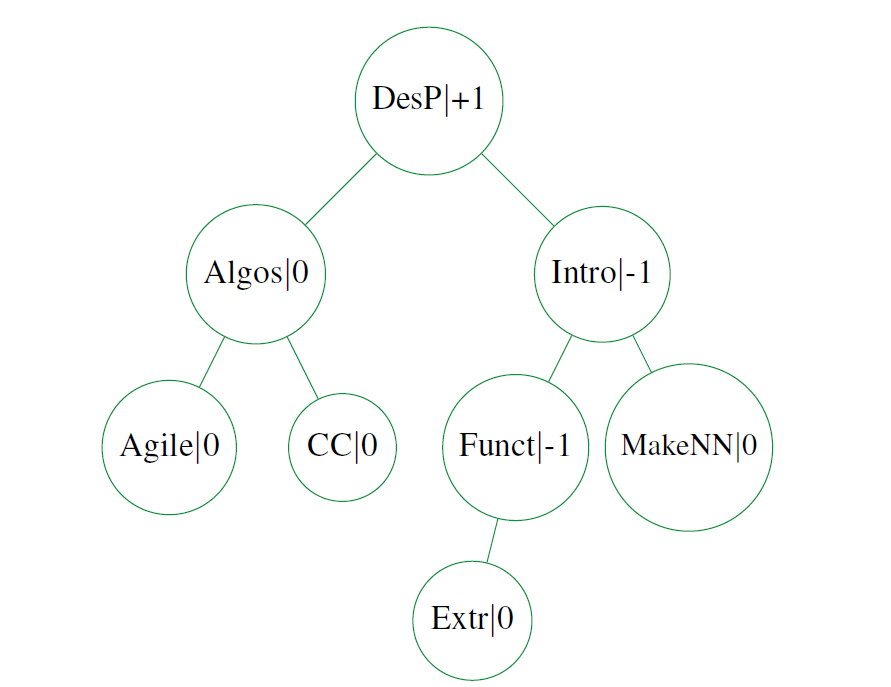 DesP|+1
Algos|0
Intro|-1
Agile|0
CC|0
Funct|-1
MakeNN|0
Extr|0